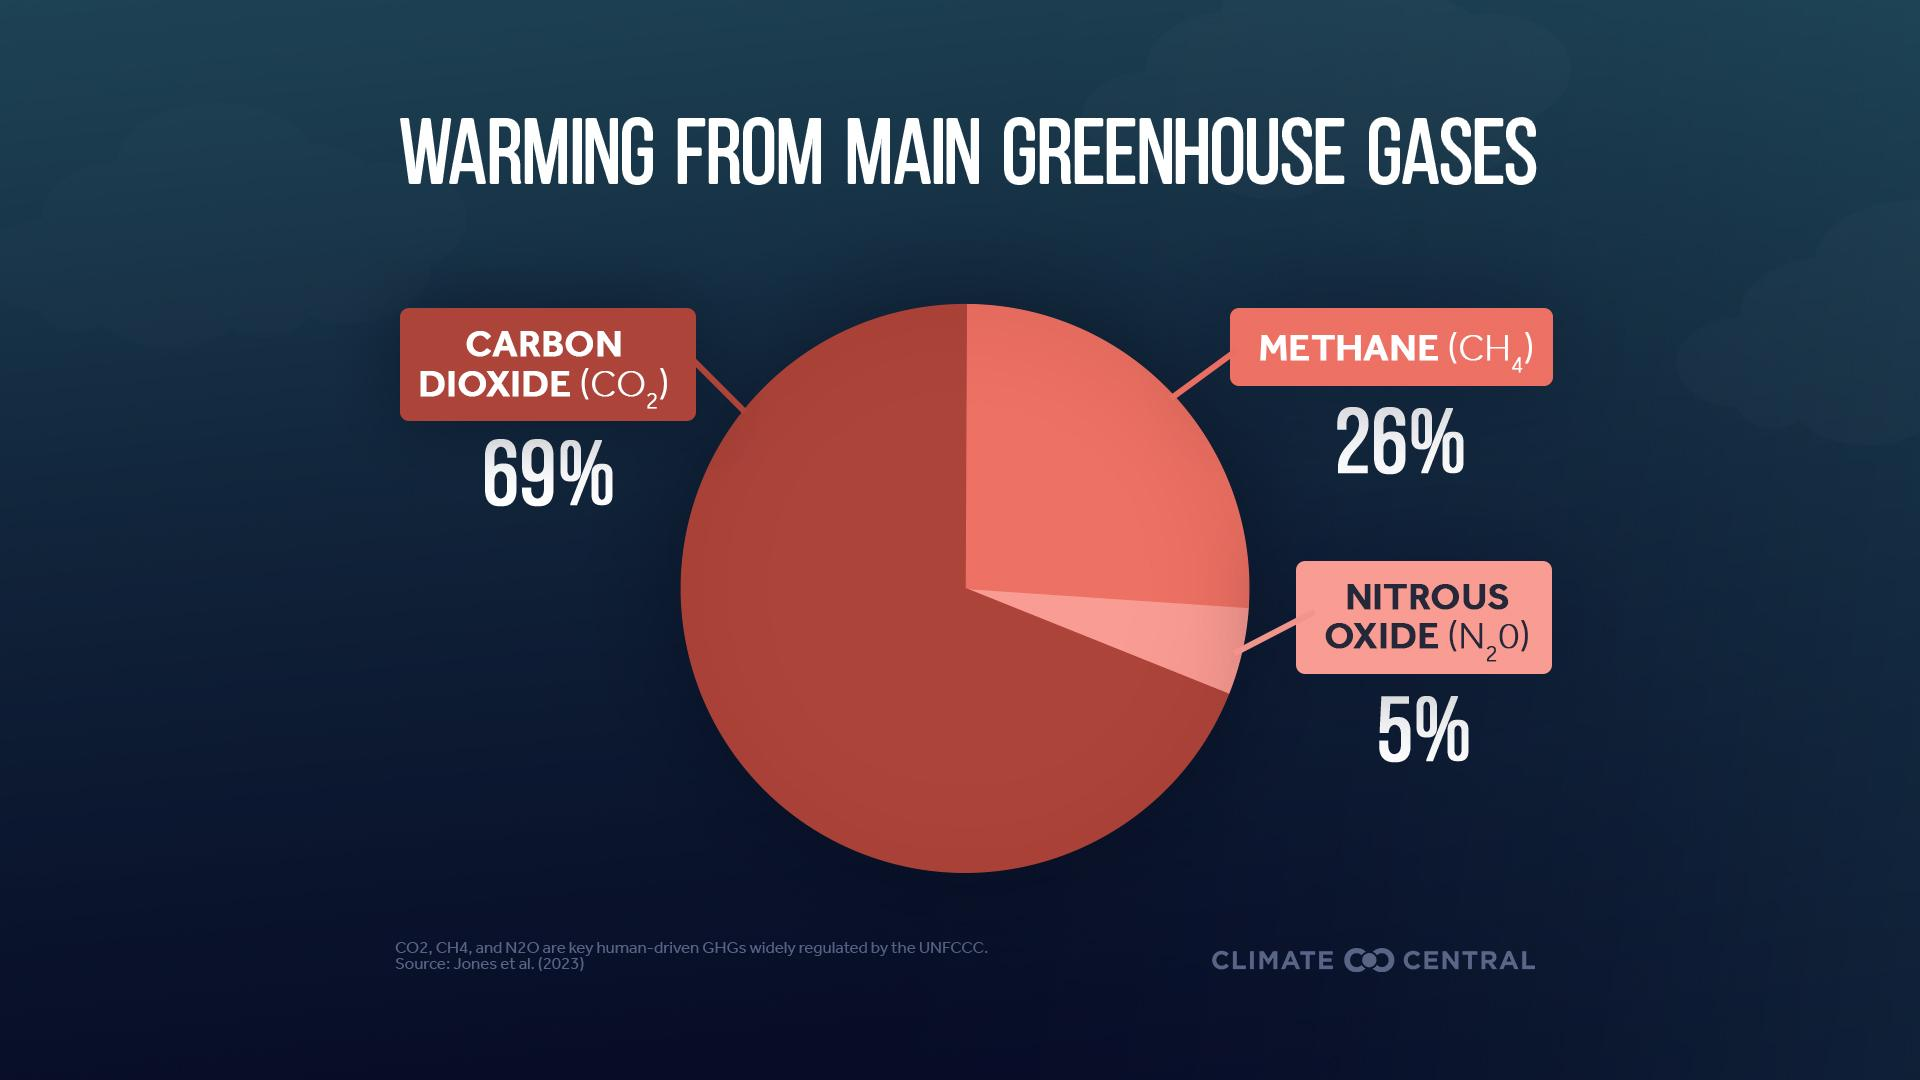 WARMING FROM MAIN GREENHOUSE GASES
CARBON
DIOXIDE (CO₂)
69%
METHANE (CH₄)
26%
NITROUS
OXIDE (N₂0)
5%
CO2, CH4, and N2O are key human-driven GHGs widely regulated by the UNFCCC.
Source: Jones et al. (2023)
CLIMATE CENTRAL